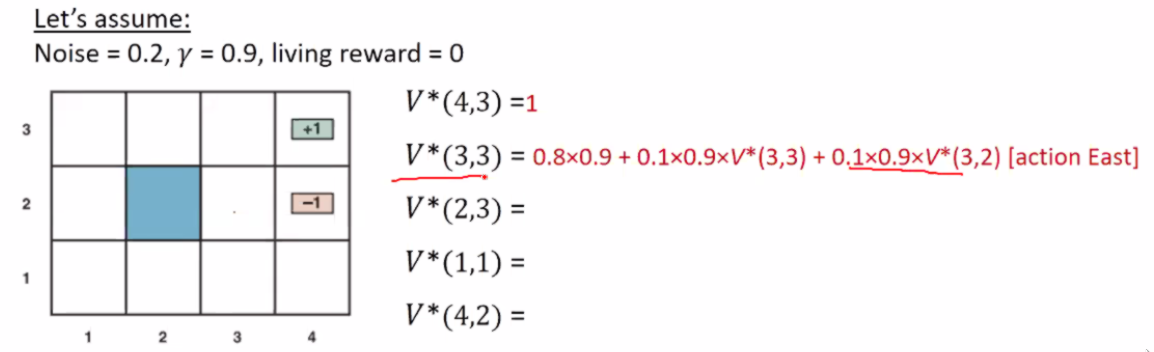 Let's assume:
Noise = 0.2, γ = 0.9, living reward = 0
3
+1
2
−1
1
1 2 3 4
V*(4,3) =1
V*(3,3) = 0.8×0.9 + 0.1×0.9×V*(3,3) + 0.1×0.9×V*(3,2) [action East]
V*(2,3) =
V*(1,1) =
V*(4,2) =